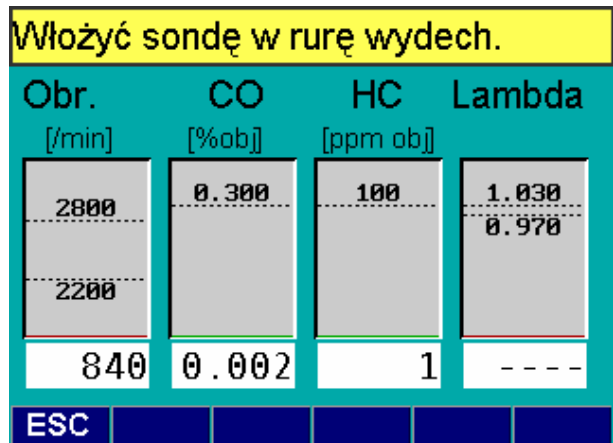 Włożyć sondę w rurę wydech.
Obr. CO HC Lambda
[/min] [%obj] [ppm obj]
2800 0.300 100 1.030
0.970
2200
840 0.002 1 ----
ESC